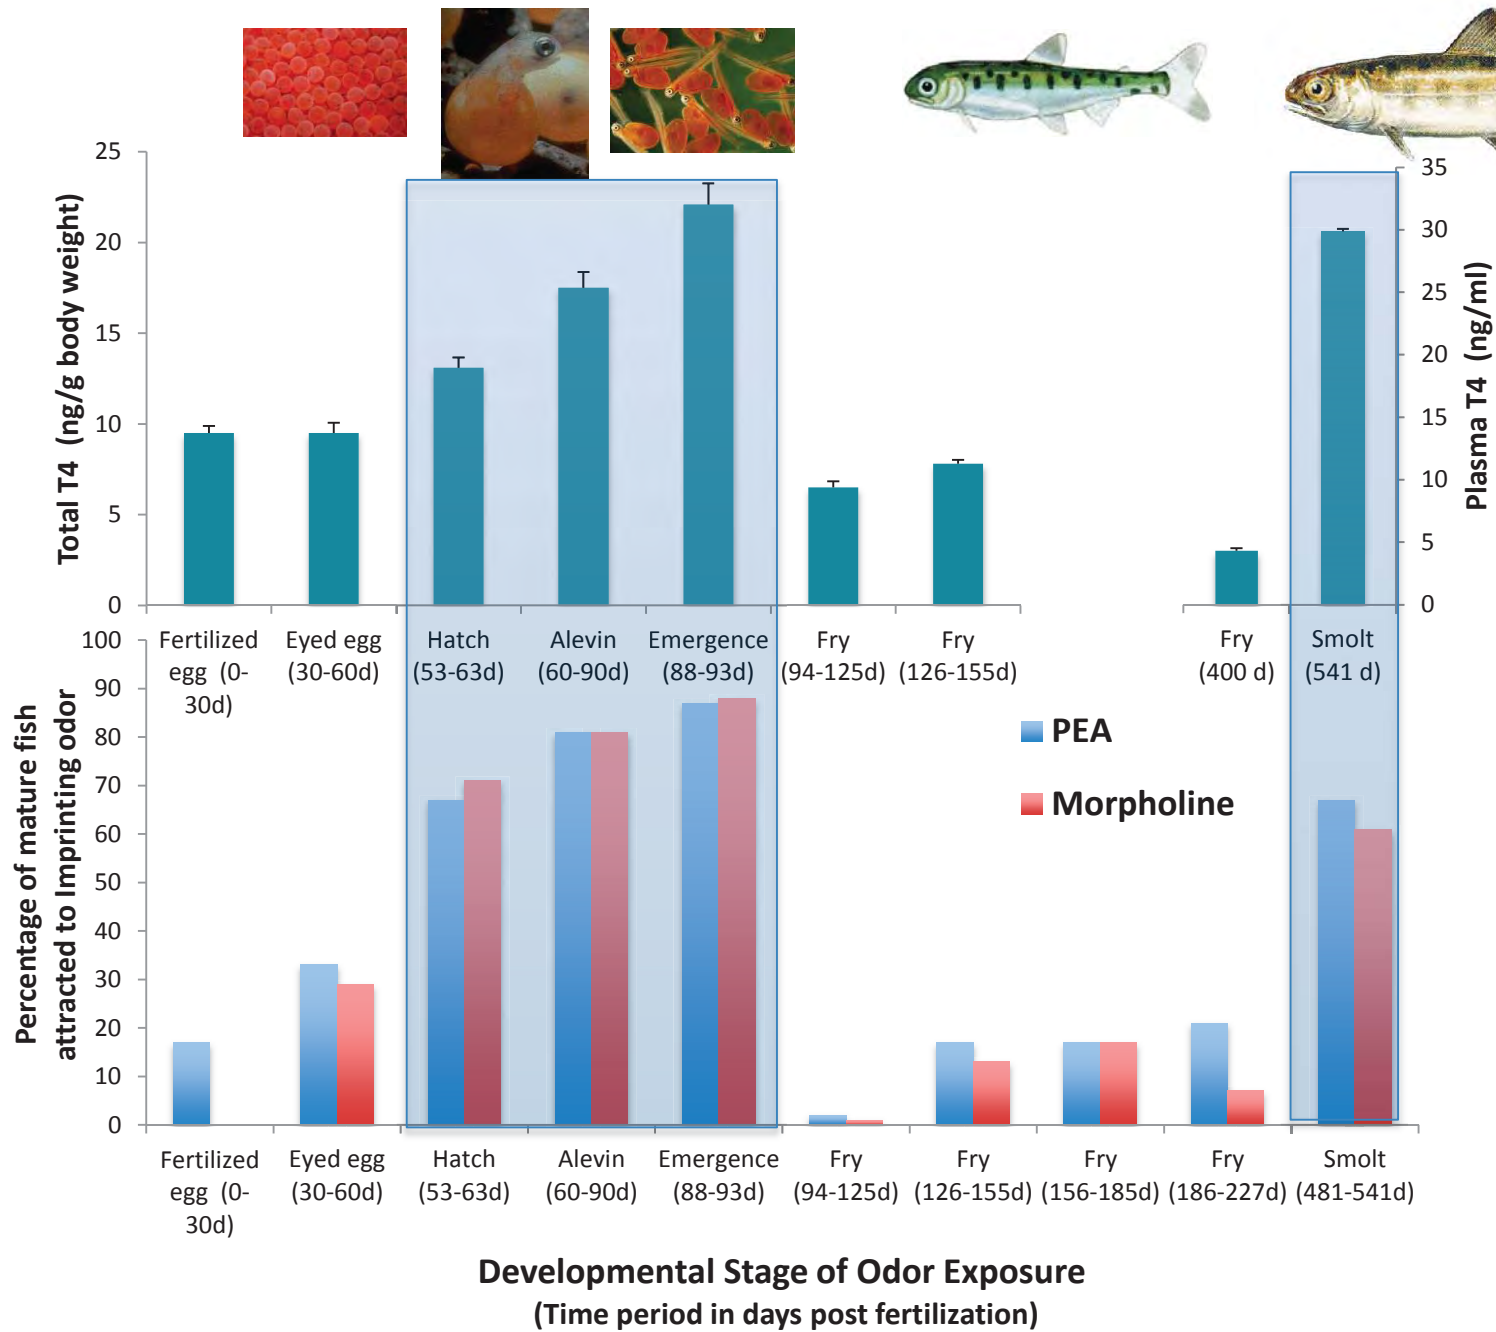 25
20
15
10
5
0
Total T4 (ng/g body weight)
35
30
25
20
15
10
5
0
Plasma T4 (ng/ml)
Fertilized
egg (0-
30d)
Eyed egg
(30-60d)
Hatch
(53-63d)
Alevin
(60-90d)
Emergence
(88-93d)
Fry
(94-125d)
Fry
(126-155d)
Fry
(400 d)
Smolt
(541 d)
100
90
80
70
60
50
40
30
20
10
0
Percentage of mature fish
attracted to Imprinting odor
PEA
Morpholine
Fertilized
egg (0-
30d)
Eyed egg
(30-60d)
Hatch
(53-63d)
Alevin
(60-90d)
Emergence
(88-93d)
Fry
(94-125d)
Fry
(126-155d)
Fry
(156-185d)
Fry
(186-227d)
Smolt
(481-541d)
Developmental Stage of Odor Exposure
(Time period in days post fertilization)